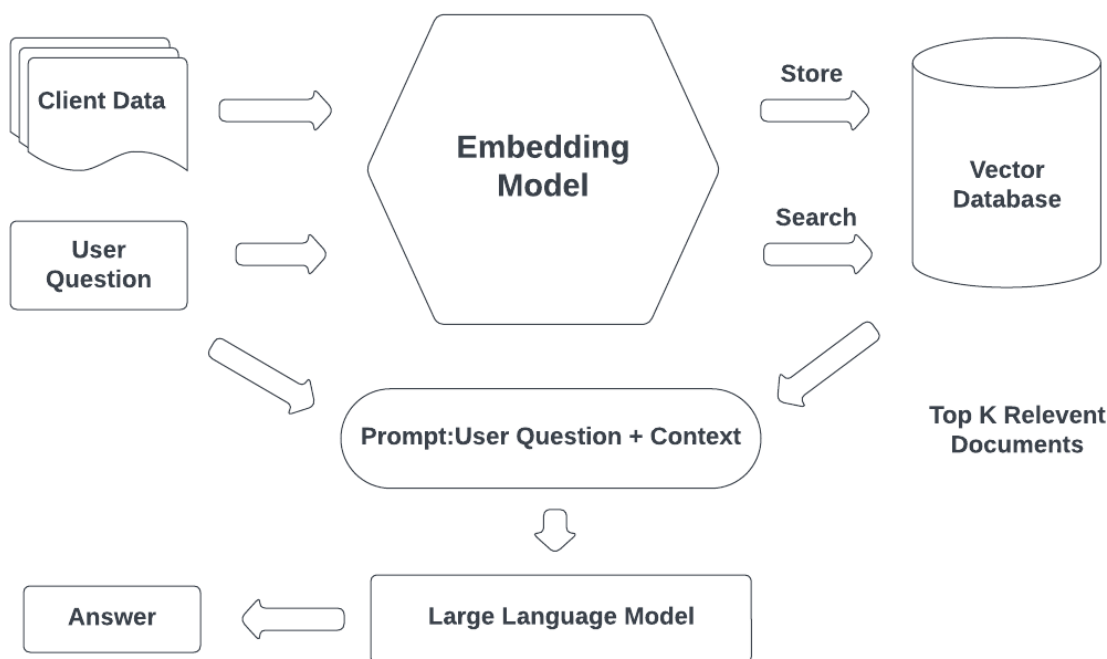 Client Data
Embedding
Model
Store
Vector
Database
User
Question
Search
Prompt:User Question + Context
Top K Relevent
Documents
Large Language Model
Answer